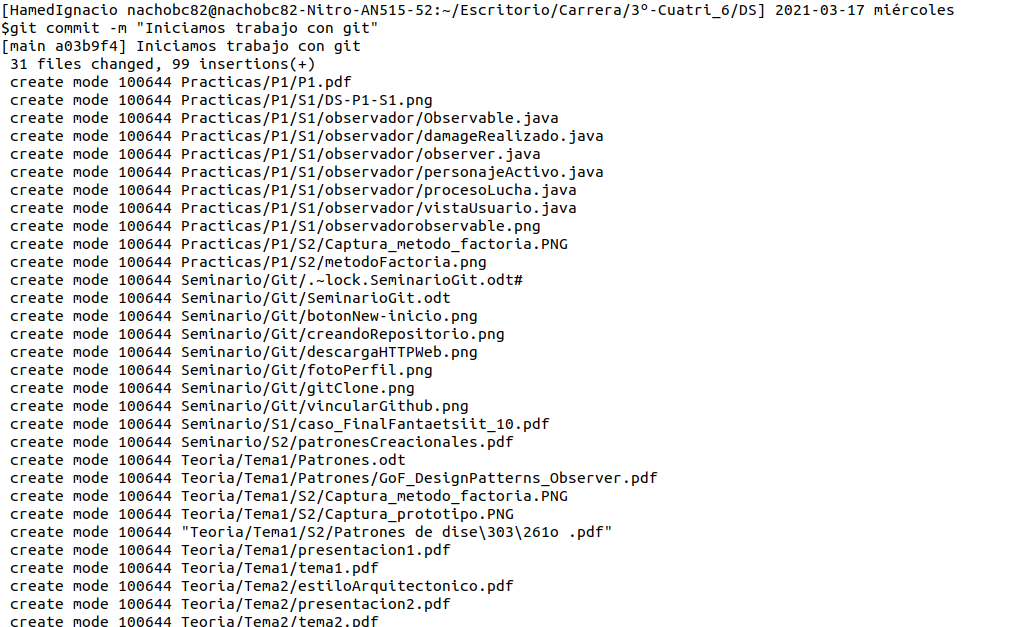 [HamedIgnacio nachobc82@nachobc82-Nitro-AN515-52:~/Escritorio/Carrera/3º-Cuatri_6/DS] 2021-03-17 miércoles
$git commit -m "Iniciamos trabajo con git"
[main a03b9f4] Iniciamos trabajo con git
 31 files changed, 99 insertions(+)
 create mode 100644 Practicas/P1/P1.pdf
 create mode 100644 Practicas/P1/S1/DS-P1-S1.png
 create mode 100644 Practicas/P1/S1/observador/Observable.java
 create mode 100644 Practicas/P1/S1/observador/damageRealizado.java
 create mode 100644 Practicas/P1/S1/observador/observer.java
 create mode 100644 Practicas/P1/S1/observador/personajeActivo.java
 create mode 100644 Practicas/P1/S1/observador/procesoLucha.java
 create mode 100644 Practicas/P1/S1/observador/vistaUsuario.java
 create mode 100644 Practicas/P1/S1/observadorobservable.png
 create mode 100644 Practicas/P1/S2/Captura_metodo_factoria.PNG
 create mode 100644 Practicas/P1/S2/metodoFactoria.png
 create mode 100644 Seminario/Git/.~lock.SeminarioGit.odt#
 create mode 100644 Seminario/Git/SeminarioGit.odt
 create mode 100644 Seminario/Git/botonNew-inicio.png
 create mode 100644 Seminario/Git/creandoRepositorio.png
 create mode 100644 Seminario/Git/descargaHTTPWeb.png
 create mode 100644 Seminario/Git/fotoPerfil.png
 create mode 100644 Seminario/Git/gitClone.png
 create mode 100644 Seminario/Git/vincularGithub.png
 create mode 100644 Seminario/S1/caso_FinalFantaetsiit_10.pdf
 create mode 100644 Seminario/S2/patronesCreacionales.pdf
 create mode 100644 Teoria/Tema1/Patrones.odt
 create mode 100644 Teoria/Tema1/Patrones/GoF_DesignPatterns_Observer.pdf
 create mode 100644 Teoria/Tema1/S2/Captura_metodo_factoria.PNG
 create mode 100644 Teoria/Tema1/S2/Captura_prototipo.PNG
 create mode 100644 "Teoria/Tema1/S2/Patrones de dise\303\261o .pdf"
 create mode 100644 Teoria/Tema1/presentacion1.pdf
 create mode 100644 Teoria/Tema1/tema1.pdf
 create mode 100644 Teoria/Tema2/estiloArquitectonico.pdf
 create mode 100644 Teoria/Tema2/presentacion2.pdf
 create mode 100644 Teoria/Tema2/tema2.pdf